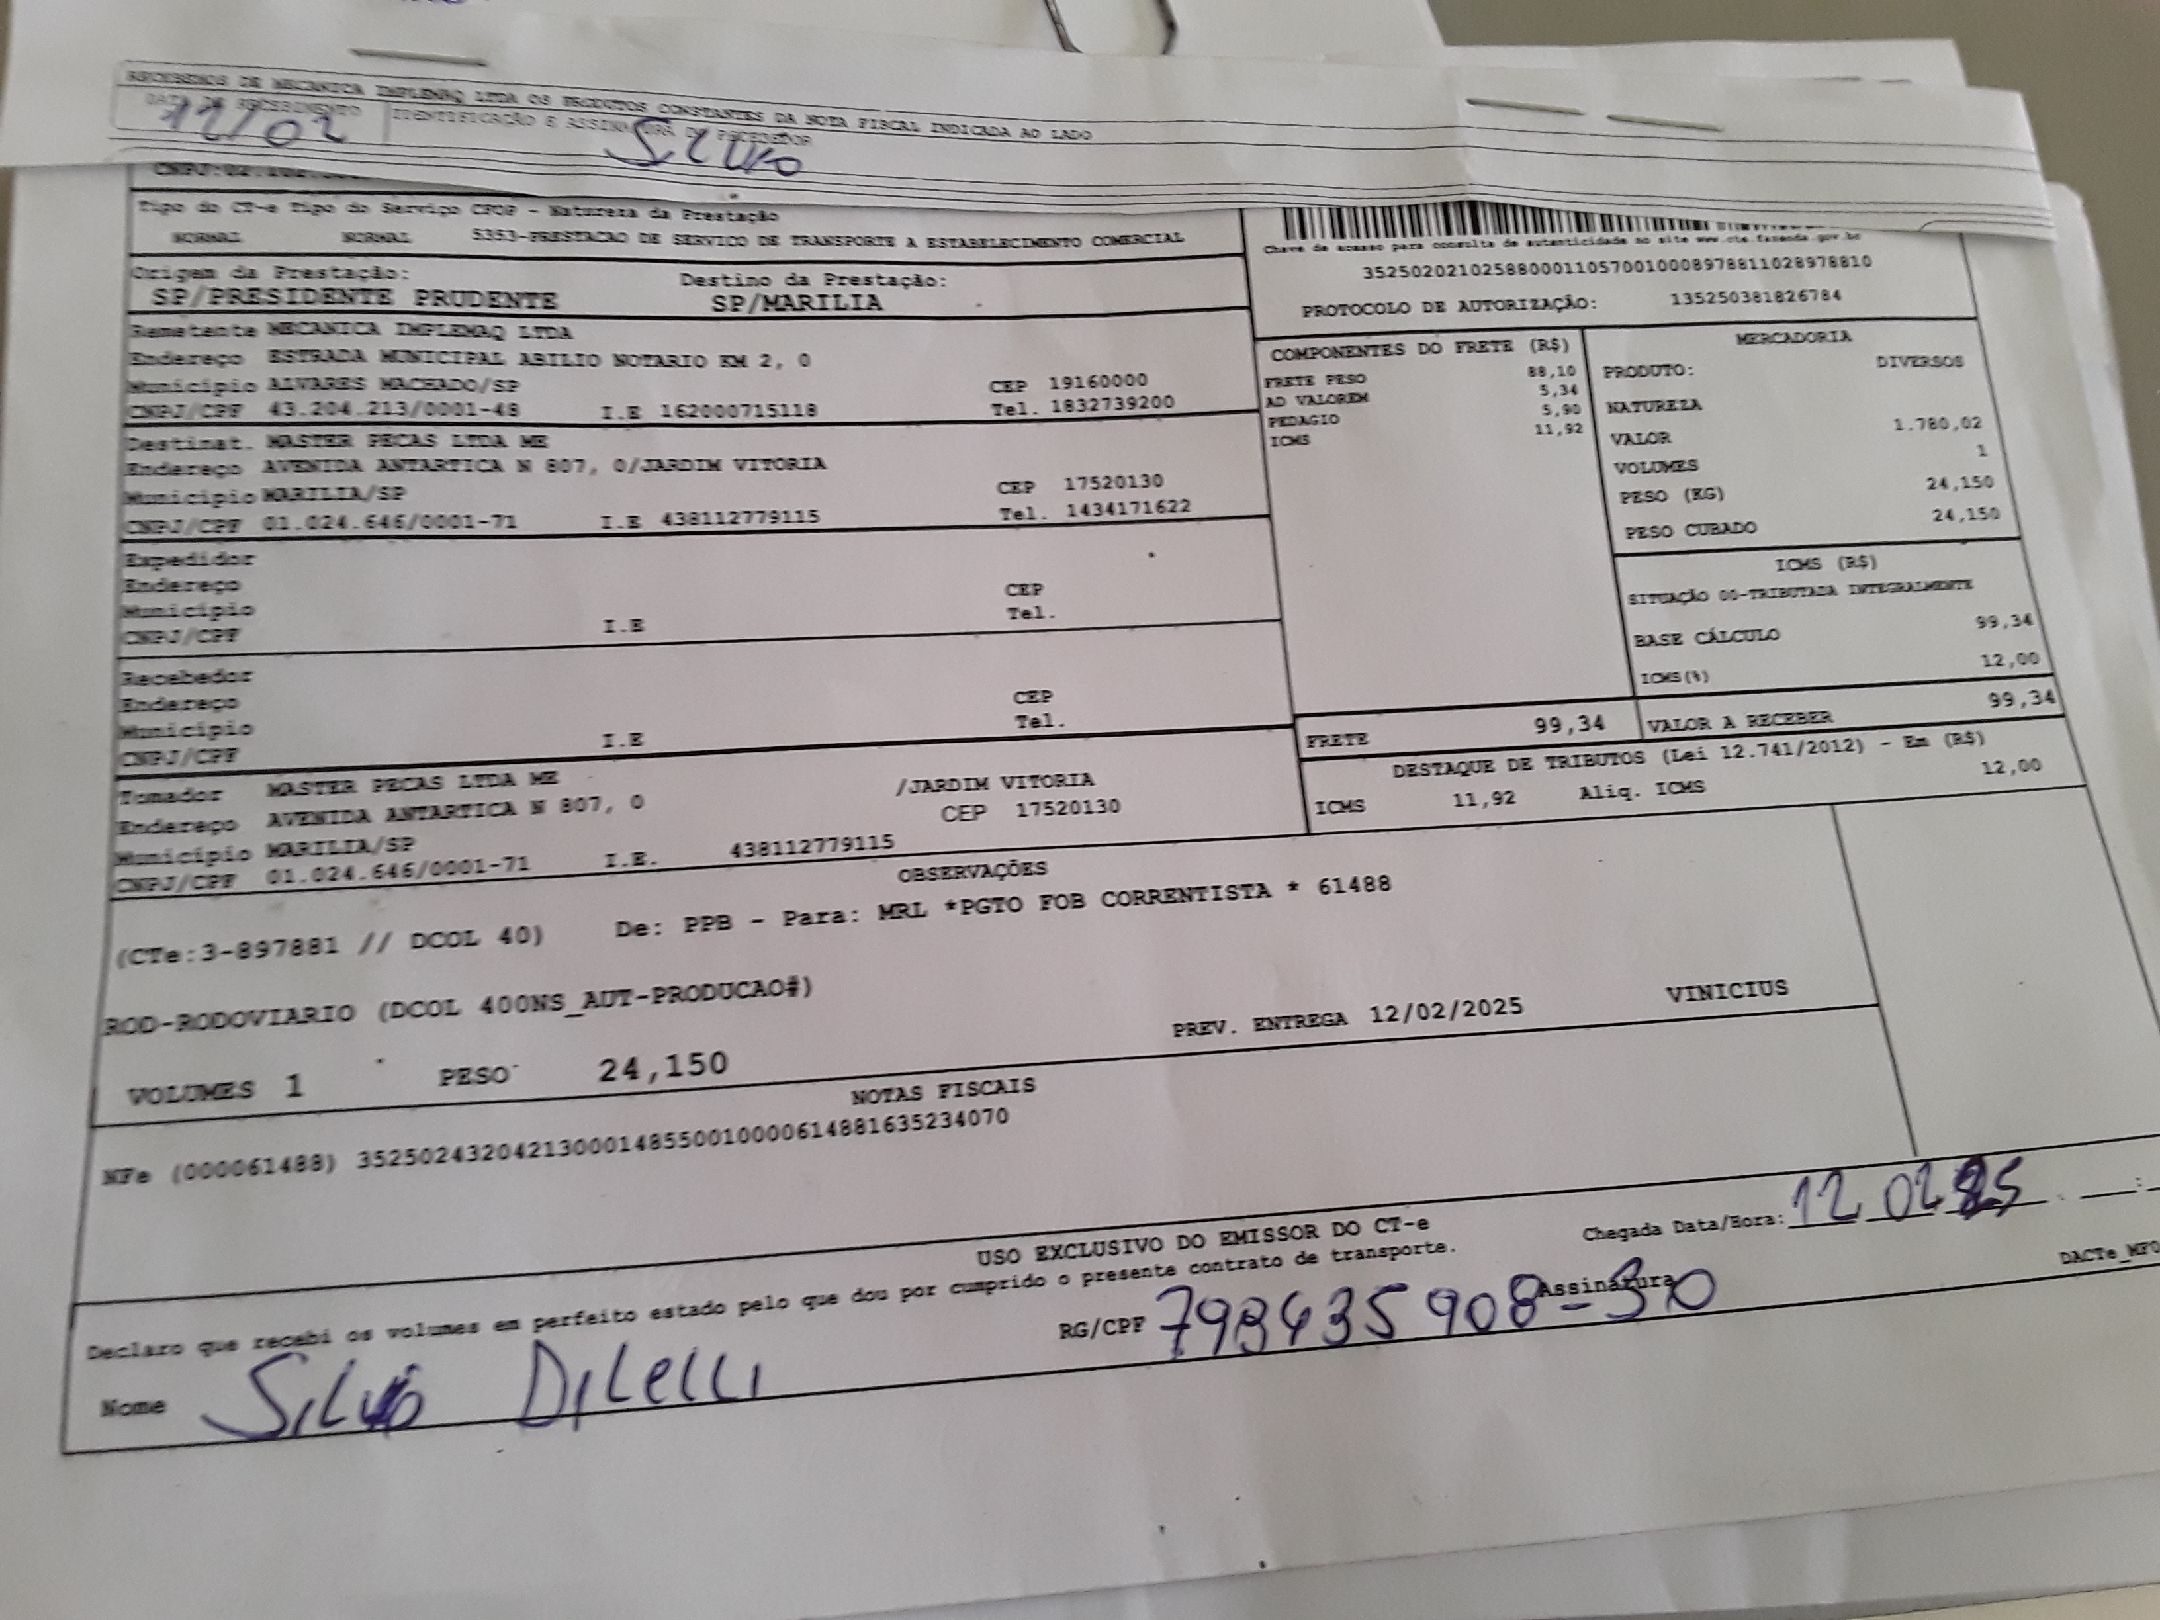 RECEBEMOS DE MECANICA IMPLEMAQ LTDA OS PRODUTOS CONSTANTES DA NOTA FISCAL INDICADA AO LADO
DATA DE RECEBIMENTO IDENTIFICAÇÃO E ASSINATURA DO RECEBEDOR
12/02 Silvio
Tipo do CT-e Tipo do Serviço CFOP - Natureza da Prestação
NORMAL NORMAL 5353-PRESTACAO DE SERVICO DE TRANSPORTE A ESTABELECIMENTO COMERCIAL
Chave de acesso para consulta de autenticidade no site www.cte.fazenda.gov.br
35250202102588000110570010008978811028978810
PROTOCOLO DE AUTORIZAÇÃO: 135250381826784
Origem da Prestação: Destino da Prestação:
SP/PRESIDENTE PRUDENTE SP/MARILIA
Remetente MECANICA IMPLEMAQ LTDA
Endereço ESTRADA MUNICIPAL ABILIO NOTARIO KM 2, 0
Município ALVARES MACHADO/SP CEP 19160000
CNPJ/CPF 43.204.213/0001-48 I.E 162000715118 Tel. 1832739200
Destinat. MASTER PECAS LTDA ME
Endereço AVENIDA ANTARTICA N 807, 0/JARDIM VITORIA
Município MARILIA/SP CEP 17520130
CNPJ/CPF 01.024.646/0001-71 I.E 438112779115 Tel. 1434171622
Expedidor
Endereço CEP
Município Tel.
CNPJ/CPF I.E
Recebedor
Endereço CEP
Município Tel.
CNPJ/CPF I.E
Tomador MASTER PECAS LTDA ME
Endereço AVENIDA ANTARTICA N 807, 0 /JARDIM VITORIA
Município MARILIA/SP CEP 17520130
CNPJ/CPF 01.024.646/0001-71 I.E. 438112779115
COMPONENTES DO FRETE (R$)
FRETE PESO 88,10
AD VALOREM 5,34
PEDAGIO 5,90
ICMS 11,92
MERCADORIA
PRODUTO: DIVERSOS
NATUREZA
VALOR 1.780,02
VOLUMES 1
PESO (KG) 24,150
PESO CUBADO 24,150
ICMS (R$)
SITUAÇÃO 00-TRIBUTADA INTEGRALMENTE
BASE CÁLCULO 99,34
ICMS(%) 12,00
FRETE 99,34 VALOR A RECEBER 99,34
DESTAQUE DE TRIBUTOS (Lei 12.741/2012) - Em (R$)
ICMS 11,92 Aliq. ICMS 12,00
OBSERVAÇÕES
(CTe:3-897881 // DCOL 40) De: PPB - Para: MRL *PGTO FOB CORRENTISTA * 61488
ROD-RODOVIARIO (DCOL 400NS_AUT-PRODUCAO#)
PREV. ENTREGA 12/02/2025 VINICIUS
VOLUMES 1 PESO 24,150
NOTAS FISCAIS
NFe (000061488) 35250243204213000148550010000614881635234070
USO EXCLUSIVO DO EMISSOR DO CT-e
Chegada Data/Hora: 12 02 25
Declaro que recebi os volumes em perfeito estado pelo que dou por cumprido o presente contrato de transporte.
DACTe_MF0
Nome Silvio Dilelli RG/CPF 798435908-30 Assinatura